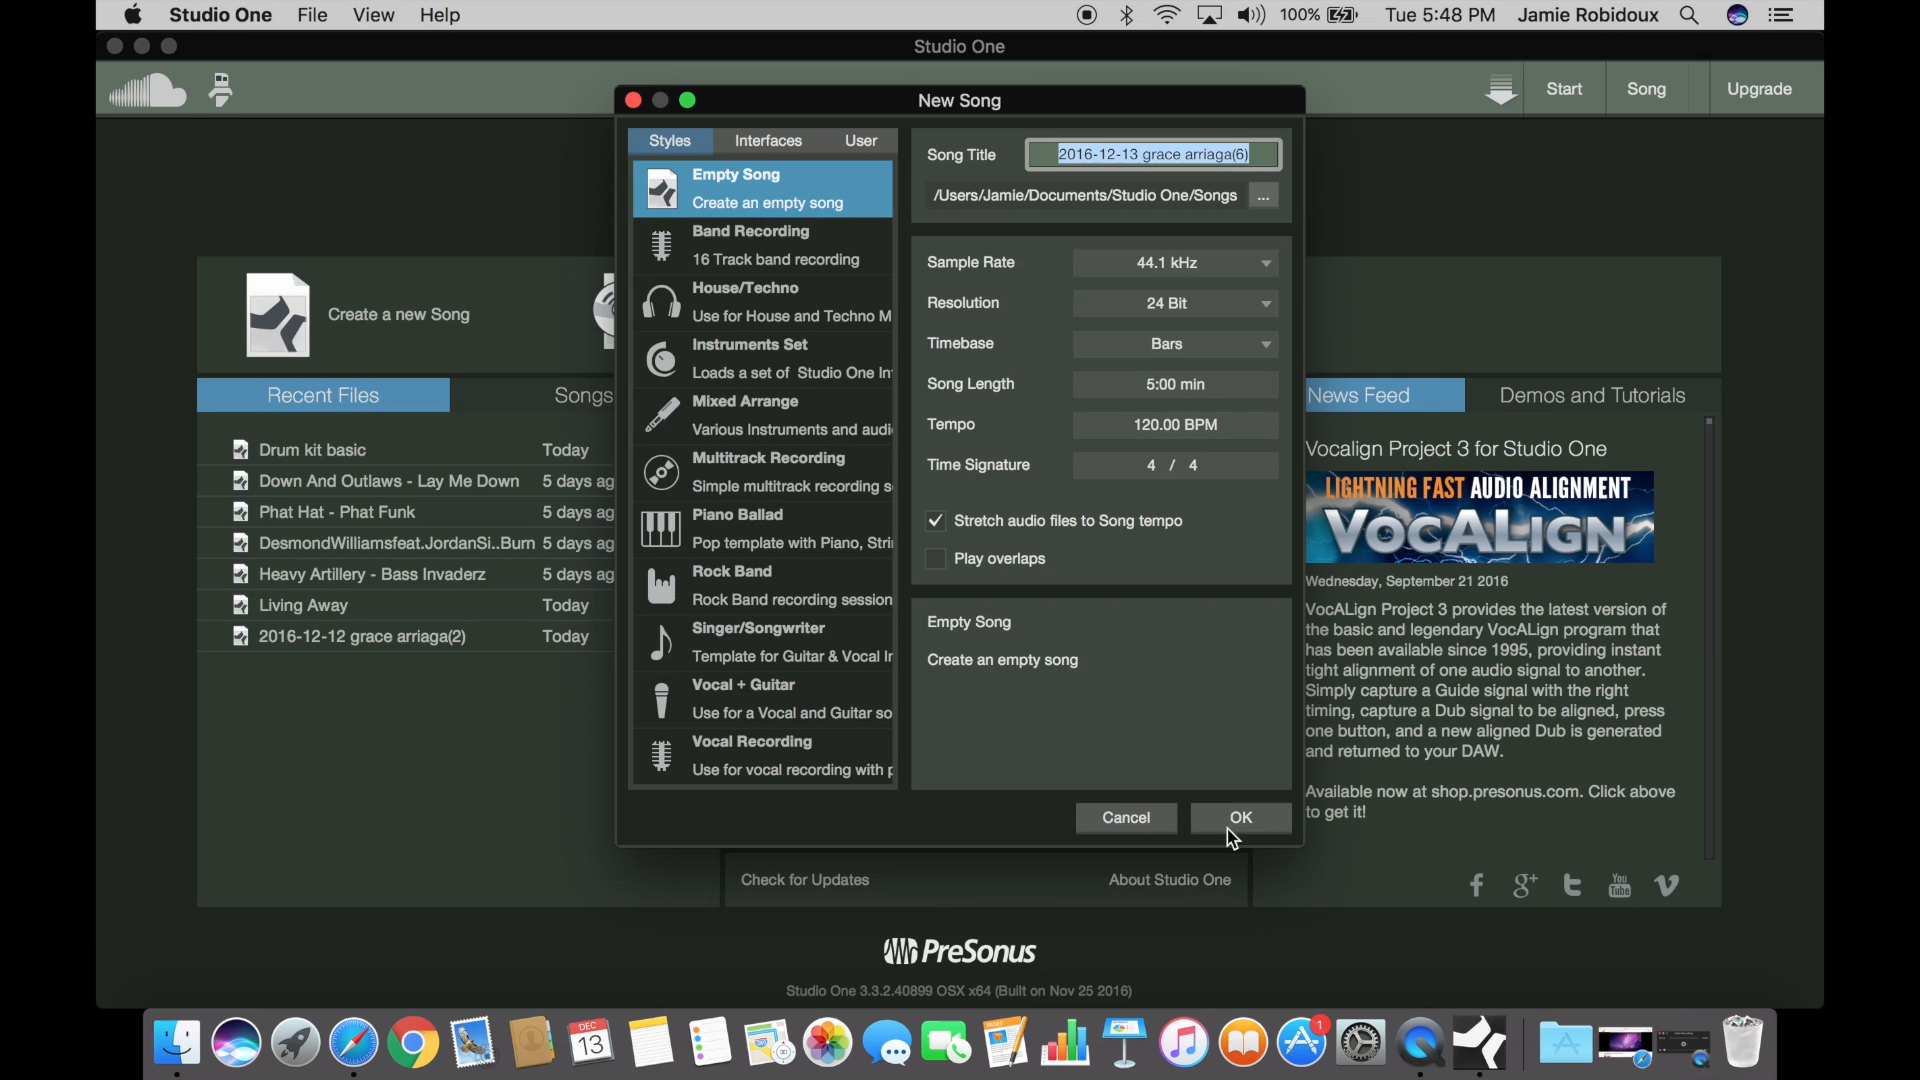 Studio One File View Help
100% Tue 5:48 PM Jamie Robidoux
Studio One
Start Song Upgrade
New Song
Styles Interfaces User
Empty Song
Create an empty song
Band Recording
16 Track band recording
House/Techno
Use for House and Techno M
Instruments Set
Loads a set of Studio One In
Mixed Arrange
Various Instruments and audi
Multitrack Recording
Simple multitrack recording s
Piano Ballad
Pop template with Piano, Stri
Rock Band
Rock Band recording session
Singer/Songwriter
Template for Guitar & Vocal Ir
Vocal + Guitar
Use for a Vocal and Guitar so
Vocal Recording
Use for vocal recording with p
Song Title 2016-12-13 grace arriaga(6)
/Users/Jamie/Documents/Studio One/Songs ...
Sample Rate 44.1 kHz
Resolution 24 Bit
Timebase Bars
Song Length 5:00 min
Tempo 120.00 BPM
Time Signature 4 / 4
Stretch audio files to Song tempo
Play overlaps
Empty Song
Create an empty song
Cancel OK
Create a new Song
Recent Files Songs
Drum kit basic Today
Down And Outlaws - Lay Me Down 5 days ag
Phat Hat - Phat Funk 5 days ag
DesmondWilliamsfeat.JordanSi..Burn 5 days ag
Heavy Artillery - Bass Invaderz 5 days ag
Living Away Today
2016-12-12 grace arriaga(2) Today
News Feed Demos and Tutorials
Vocalign Project 3 for Studio One
LIGHTNING FAST AUDIO ALIGNMENT
VOCALIGN
Wednesday, September 21 2016
VocALign Project 3 provides the latest version of
the basic and legendary VocALign program that
has been available since 1995, providing instant
tight alignment of one audio signal to another.
Simply capture a Guide signal with the right
timing, capture a Dub signal to be aligned, press
one button, and a new aligned Dub is generated
and returned to your DAW.
Available now at shop.presonus.com. Click above
to get it!
Check for Updates About Studio One
You
Tube
PreSonus
Studio One 3.3.2.40899 OSX x64 (Built on Nov 25 2016)
DEC
13
1